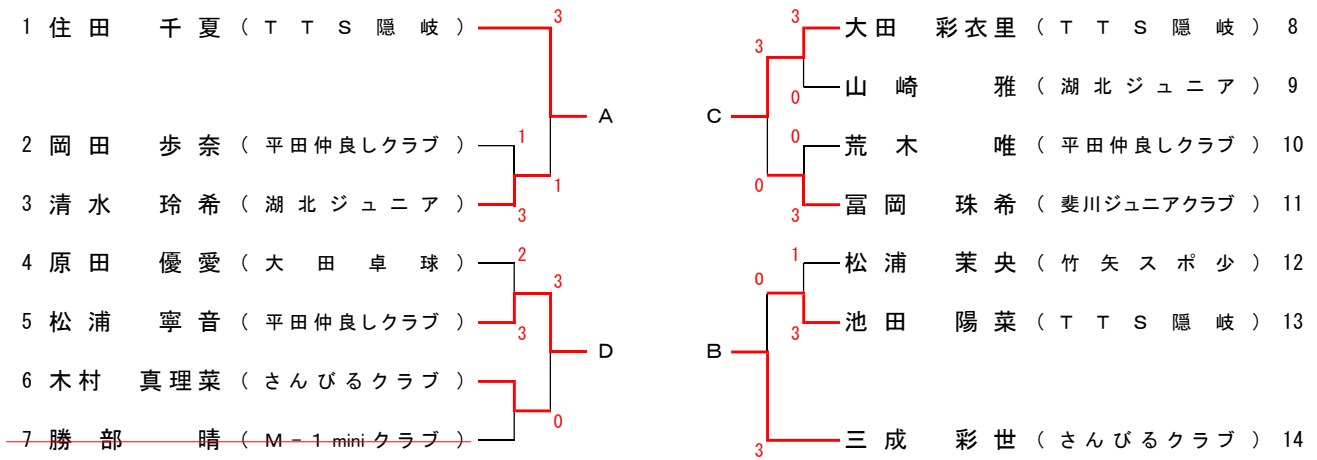 3
1 住田 千夏 (TTS隠岐)
A
1
2 岡田 歩奈 (平田仲良しクラブ)
1
3 清水 玲希 (湖北ジュニア)
3
2
4 原田 優愛 (大田卓球)
3
5 松浦 寧音 (平田仲良しクラブ)
3
D
6 木村 真理菜 (さんびるクラブ)
0
7 勝部 晴 (M-1 mini クラブ)
3
大田 彩衣里 (TTS隠岐) 8
3
山崎 雅 (湖北ジュニア) 9
0
C
0
荒木 唯 (平田仲良しクラブ) 10
0
冨岡 珠希 (斐川ジュニアクラブ) 11
3
1
松浦 茉央 (竹矢スポ少) 12
0
池田 陽菜 (TTS隠岐) 13
3
B
三成 彩世 (さんびるクラブ) 14
3